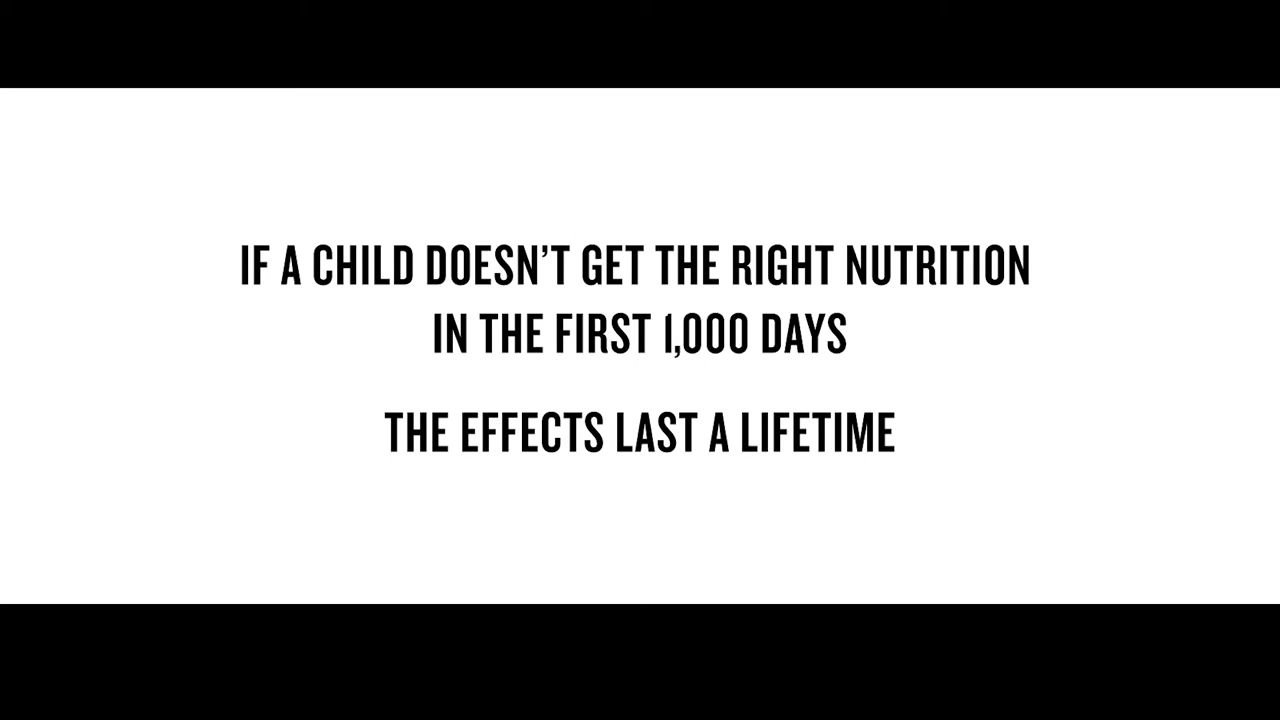 IF A CHILD DOESN’T GET THE RIGHT NUTRITION
IN THE FIRST 1,000 DAYS
THE EFFECTS LAST A LIFETIME